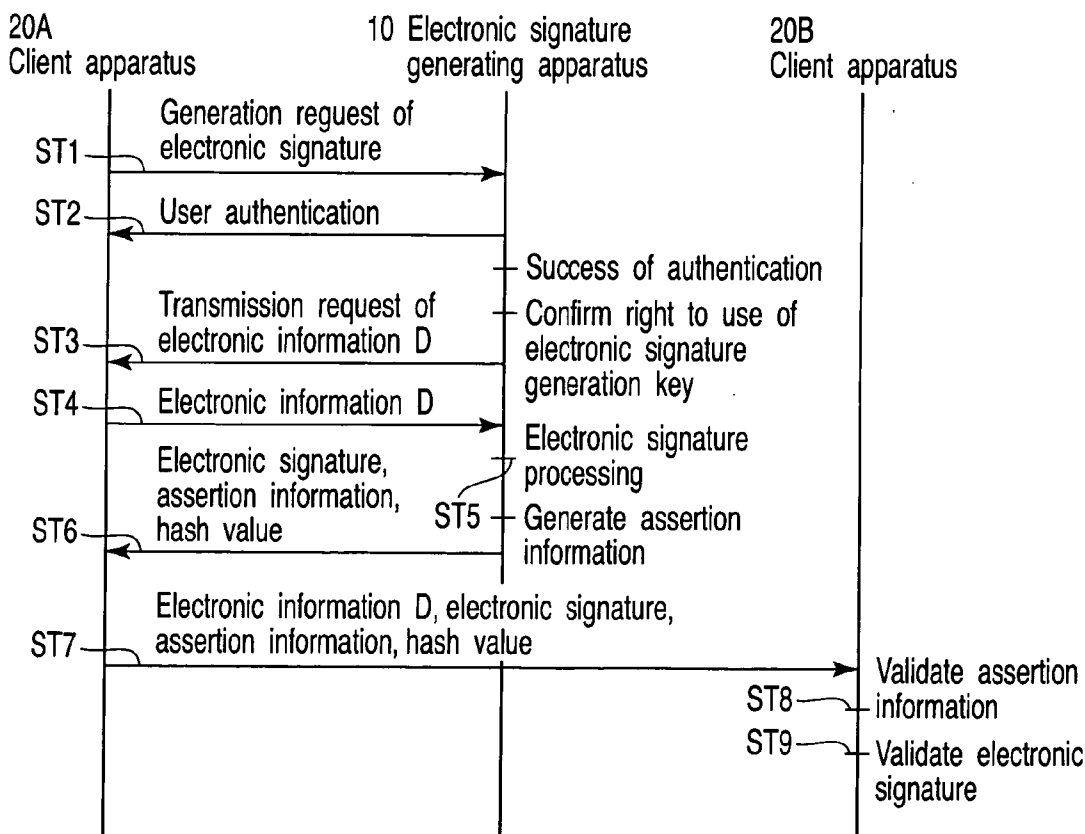 20A
Client apparatus
10 Electronic signature
generating apparatus
20B
Client apparatus
Generation reguest of
electronic signature
ST1
ST2
User authentication
Success of authentication
Transmission request of
electronic information D
ST3
Confirm right to use of
electronic signature
generation key
ST4
Electronic information D
Electronic signature
processing
Electronic signature,
assertion information,
hash value
ST5
Generate assertion
information
ST6
Electronic information D, electronic signature,
assertion information, hash value
ST7
Validate assertion
information
ST8
ST9
Validate electronic
signature